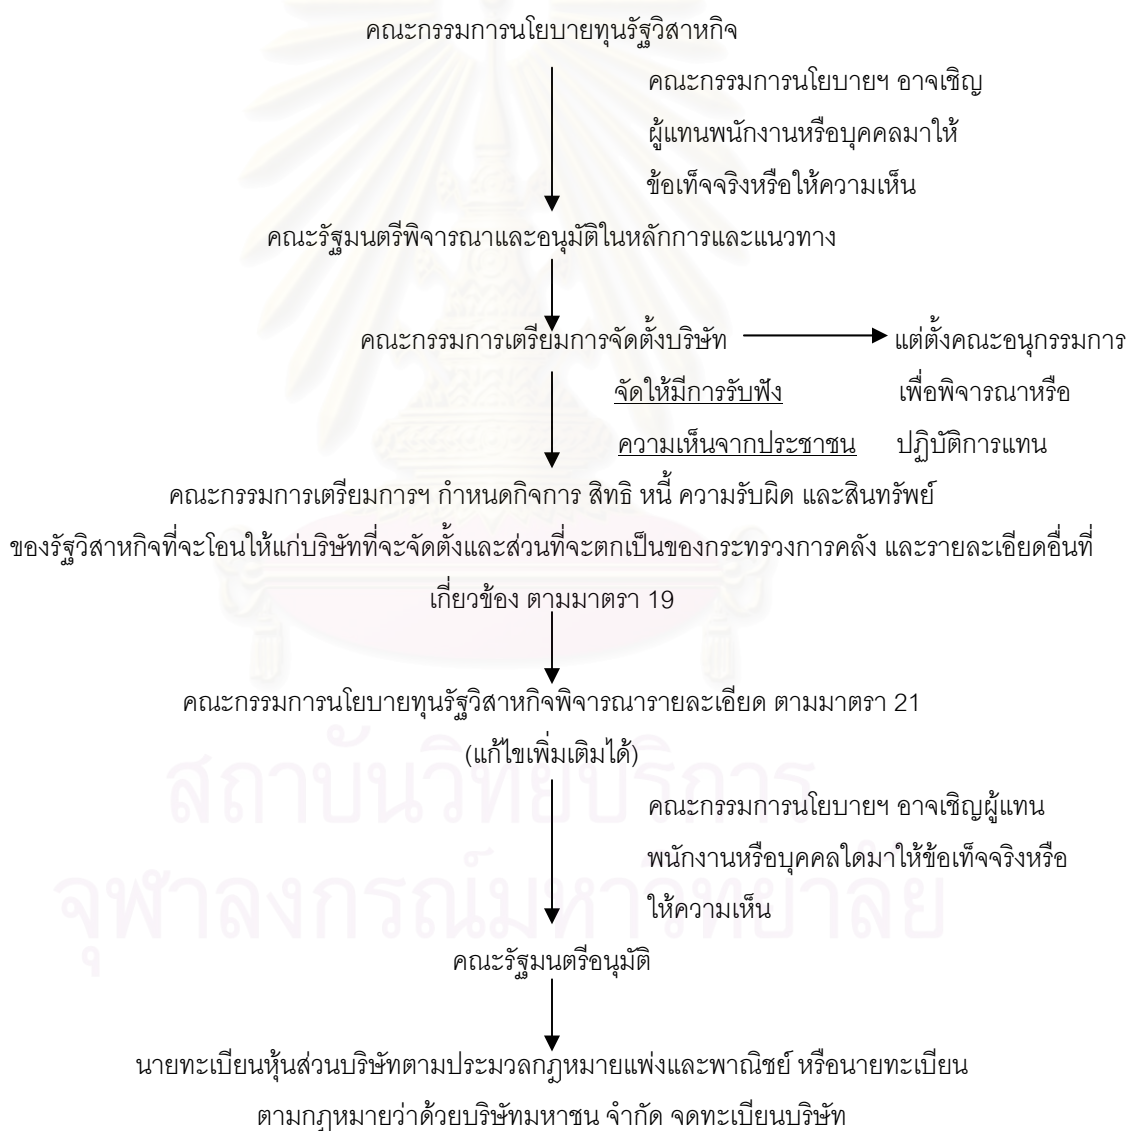 คณะกรรมการนโยบายทุนรัฐวิสาหกิจ
คณะกรรมการนโยบายฯ อาจเชิญ
ผู้แทนพนักงานหรือบุคคลมาให้
ข้อเท็จจริงหรือให้ความเห็น
คณะรัฐมนตรีพิจารณาและอนุมัติในหลักการและแนวทาง
คณะกรรมการเตรียมการจัดตั้งบริษัท
แต่ตั้งคณะอนุกรรมการ
จัดให้มีการรับฟัง
เพื่อพิจารณาหรือ
ความเห็นจากประชาชน
ปฏิบัติการแทน
คณะกรรมการเตรียมการฯ กำหนดกิจการ สิทธิ หนี้ ความรับผิด และสินทรัพย์
ของรัฐวิสาหกิจที่จะโอนให้แก่บริษัทที่จะจัดตั้งและส่วนที่จะตกเป็นของกระทรวงการคลัง และรายละเอียดอื่นที่
เกี่ยวข้อง ตามมาตรา 19
คณะกรรมการนโยบายทุนรัฐวิสาหกิจพิจารณารายละเอียด ตามมาตรา 21
(แก้ไขเพิ่มเติมได้)
คณะกรรมการนโยบายฯ อาจเชิญผู้แทน
พนักงานหรือบุคคลใดมาให้ข้อเท็จจริงหรือ
ให้ความเห็น
คณะรัฐมนตรีอนุมัติ
นายทะเบียนหุ้นส่วนบริษัทตามประมวลกฎหมายแพ่งและพาณิชย์ หรือนายทะเบียน
ตามกฎหมายว่าด้วยบริษัทมหาชน จำกัด จดทะเบียนบริษัท
สถาบันวิทยบริการ
จุฬาลงกรณ์มหาวิทยาลัย